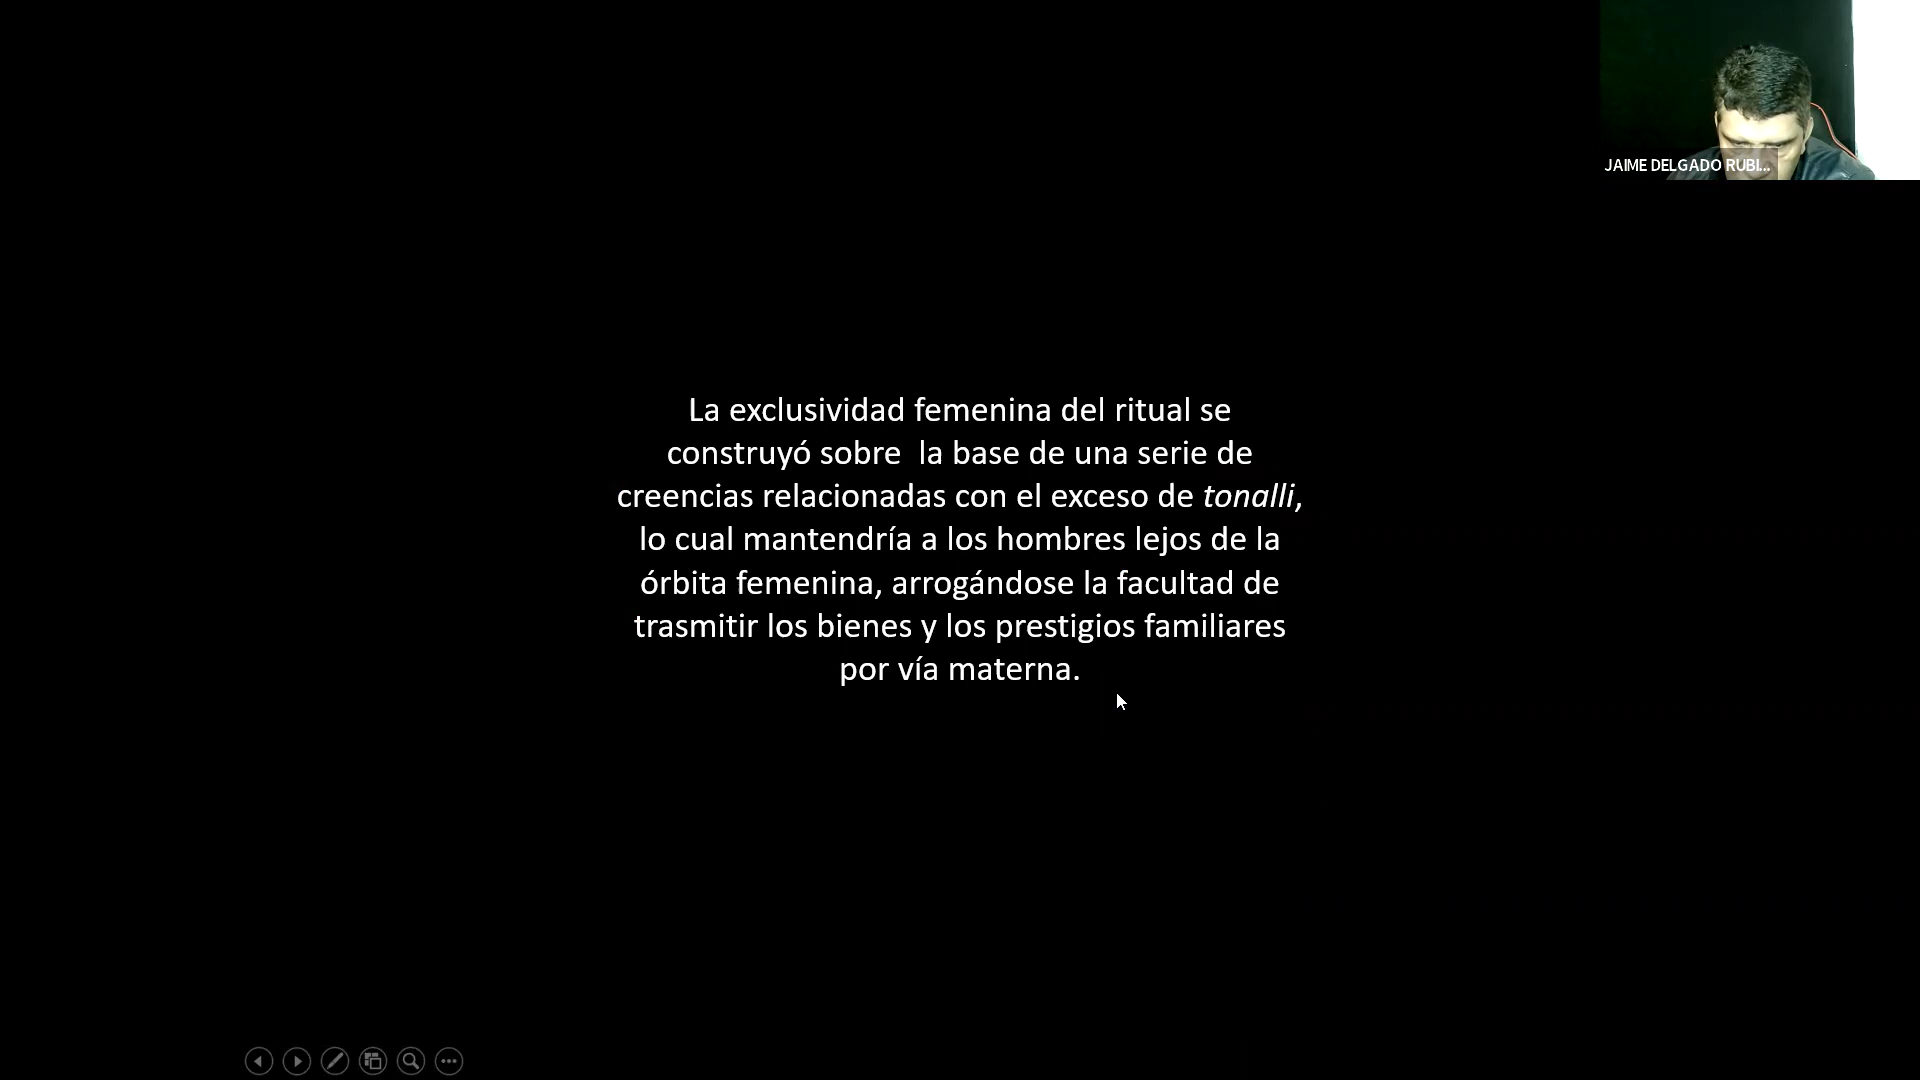 JAIME DELGADO RUBI...
La exclusividad femenina del ritual se
construyó sobre  la base de una serie de
creencias relacionadas con el exceso de tonalli,
lo cual mantendría a los hombres lejos de la
órbita femenina, arrogándose la facultad de
trasmitir los bienes y los prestigios familiares
por vía materna.